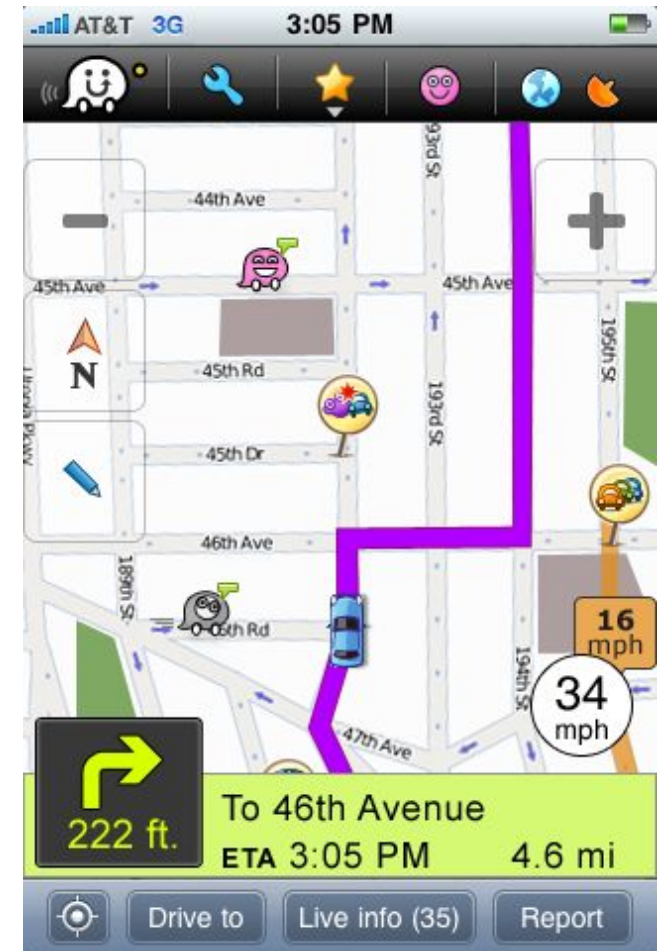 AT&T 3G 3:05 PM
93rd St
44th Ave
45th Ave
45th Ave
195th St
N
45th Rd
193rd St
45th Dr
46th Ave
189th St
6th Rd
16
mph
194th St
34
mph
47th Ave
222 ft.
To 46th Avenue
ETA 3:05 PM 4.6 mi
Drive to
Live info (35)
Report